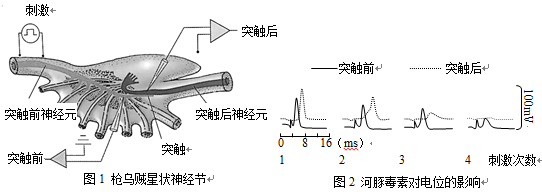 刺激
突触后
突触前神经元
突触后神经元
突触前
突触
图1 枪乌贼星状神经节
突触前
突触后
100mV
0 8 16 (ms)
1 2 3 4 刺激次数
图2 河豚毒素对电位的影响